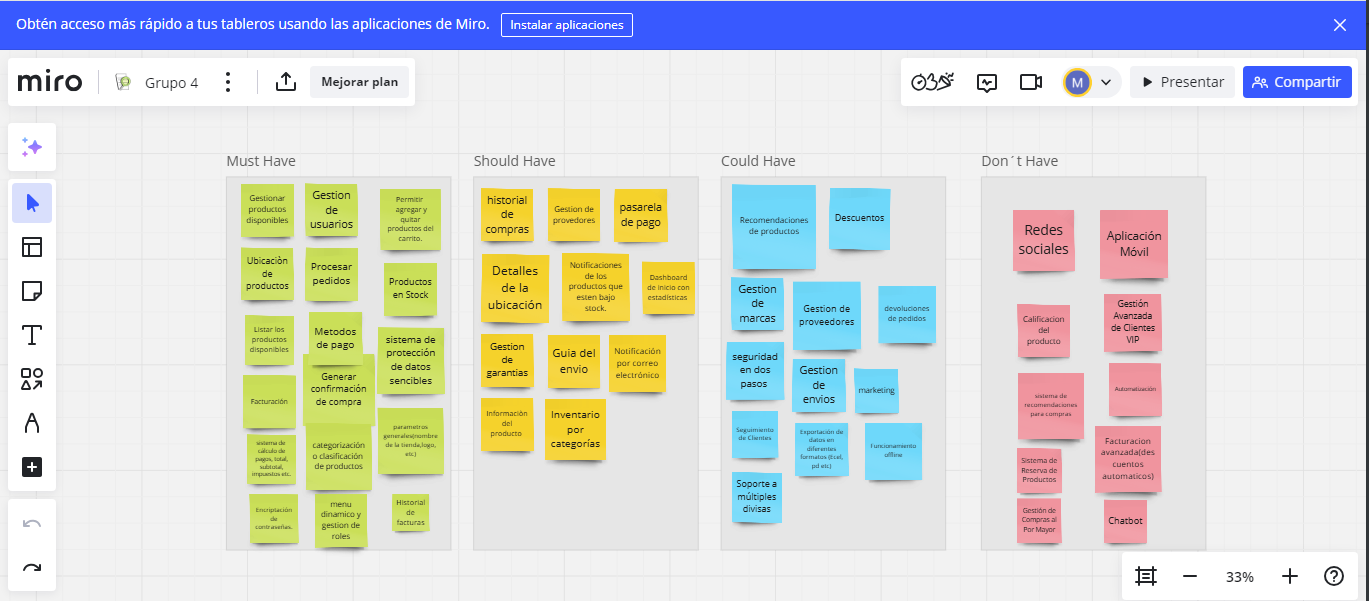 Obtén acceso más rápido a tus tableros usando las aplicaciones de Miro.
Instalar aplicaciones
miro
Grupo 4
Mejorar plan
M
Presentar
Compartir
Must Have
Gestionar
productos
disponibles
Gestion
de
usuarios
Permitir
agregar y
quitar
productos del
carrito.
Ubicación
de
productos
Procesar
pedidos
Productos
en Stock
Listar los
productos
disponibles
Metodos
de pago
sistema de
protección
de datos
sencibles
Facturación
Generar
confirmación
de compra
sistema de
cálculo de
pagos, total,
subtotal,
impuestos etc.
categorización
o clasificación
de productos
parametros
generales(nombre
de la tienda,logo,
etc)
Encriptación
de
contraseñas.
menu
dinamico y
gestion de
roles
Historial
de
facturas
Should Have
historial
de
compras
Gestion de
provedores
pasarela
de pago
Detalles
de la
ubicación
Notificaciones
de los
productos que
esten bajo
stock.
Dashboard
de inicio con
estadísticas
Gestion
de
garantias
Guia del
envio
Notificación
por correo
electrónico
Información
del
producto
Inventario
por
categorías
Could Have
Recomendaciones
de productos
Descuentos
Gestion
de
marcas
Gestion de
proveedores
devoluciones
de pedidos
seguridad
en dos
pasos
Gestion
de
envios
marketing
Seguimiento
de Clientes
Exportación de
datos en
diferentes
formatos (Ecel,
pd etc)
Funcionamiento
offline
Soporte a
múltiples
divisas
Don´t Have
Redes
sociales
Aplicación
Móvil
Calificacion
del
producto
Gestión
Avanzada
de Clientes
VIP
sistema de
recomendaciones
para compras
Automatización
Sistema de
Reserva de
Productos
Facturacion
avanzada(des
cuentos
automaticos)
Gestión de
Compras al
Por Mayor
Chatbot
33%